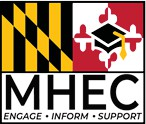 MHEC
ENGAGE • INFORM • SUPPORT